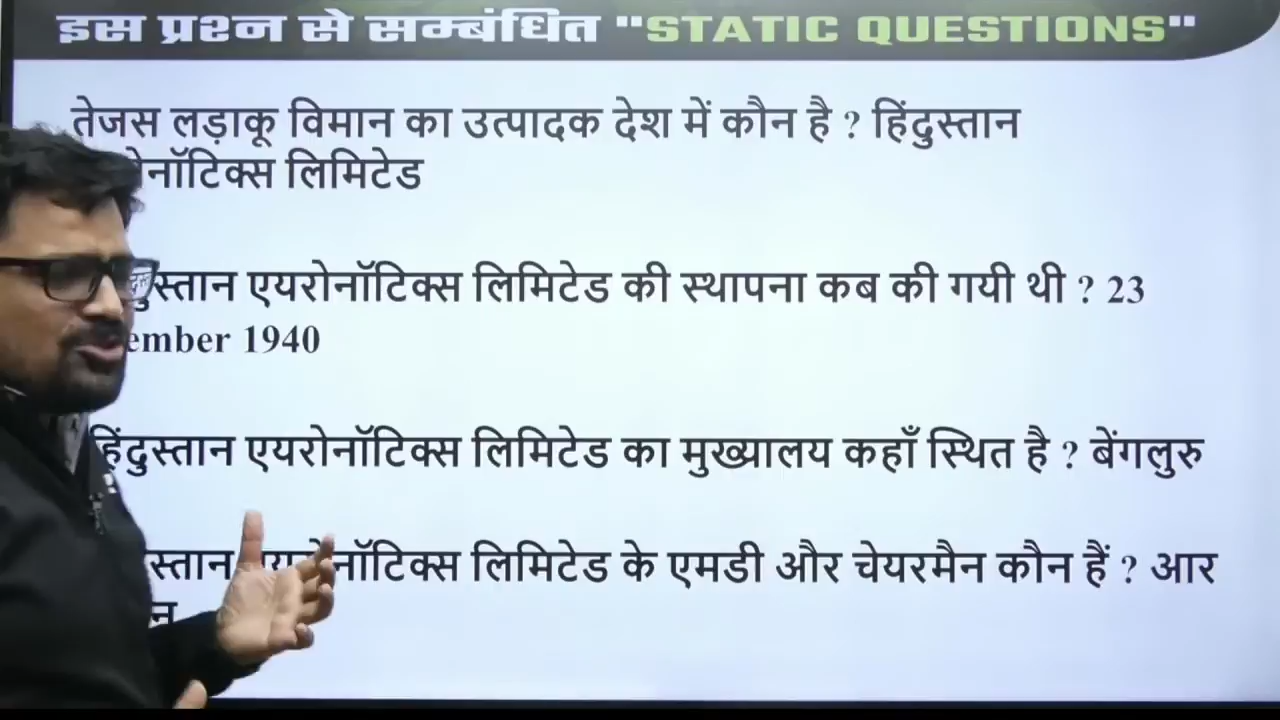 इस प्रश्न से सम्बंधित "STATIC QUESTIONS"
तेजस लड़ाकू विमान का उत्पादक देश में कौन है ? हिंदुस्तान
लिमिटेड
एयरोनॉटिक्स लिमिटेड की स्थापना कब की गयी थी ? 23
1940
हिंदुस्तान एयरोनॉटिक्स लिमिटेड का मुख्यालय कहाँ स्थित है ? बेंगलुरु
लिमिटेड के एमडी और चेयरमैन कौन हैं ? आर